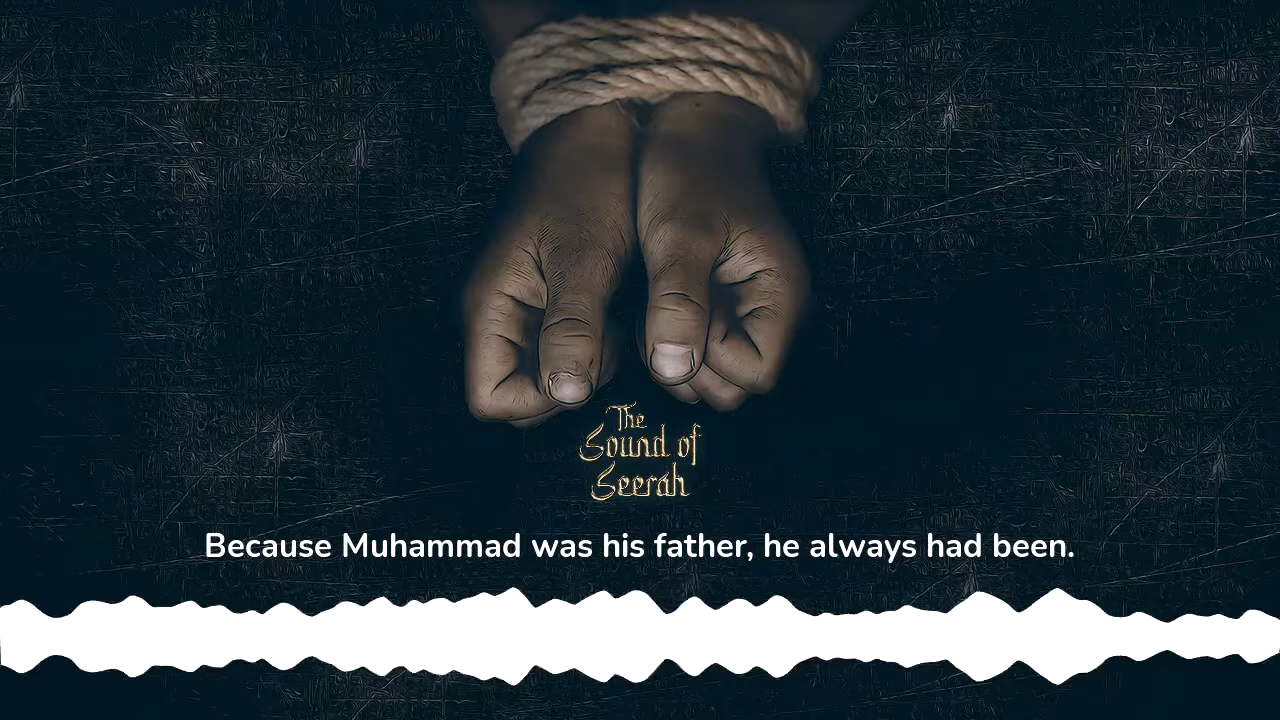 The
Sound of
Seerah
Because Muhammad was his father, he always had been.